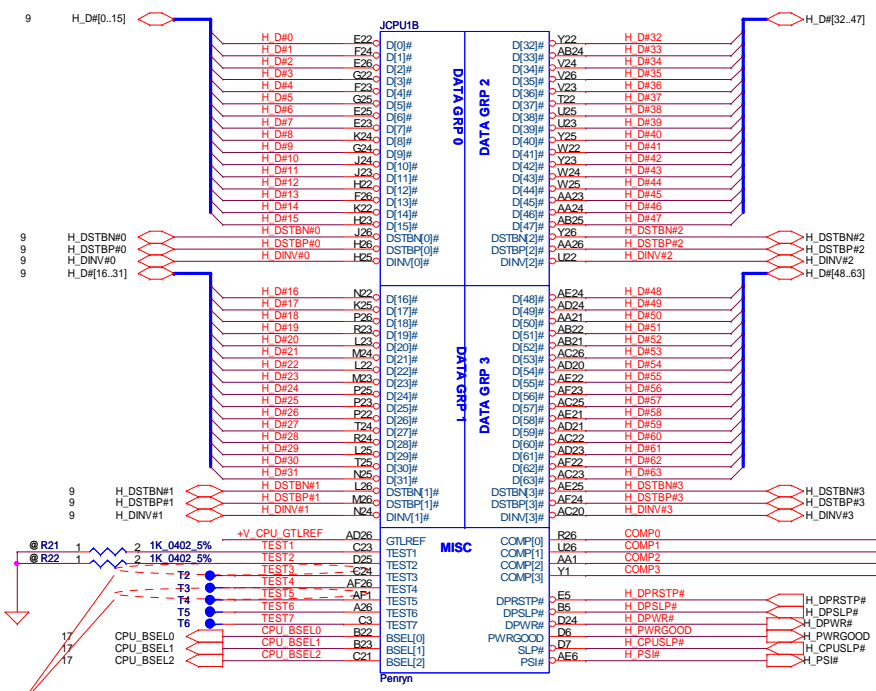 JCPU1B
9 H_D#[0..15] H_D#[32..47]
H_D#0 E22 D[0]# D[32]# Y22 H_D#32
H_D#1 F24 D[1]# D[33]# AB24 H_D#33
H_D#2 E26 D[2]# D[34]# V24 H_D#34
H_D#3 G22 D[3]# D[35]# V26 H_D#35
H_D#4 F23 D[4]# D[36]# V23 H_D#36
H_D#5 G25 D[5]# D[37]# T22 H_D#37
H_D#6 E25 D[6]# D[38]# U25 H_D#38
H_D#7 E23 D[7]# D[39]# U23 H_D#39
H_D#8 K24 D[8]# D[40]# Y25 H_D#40
H_D#9 G24 D[9]# D[41]# W22 H_D#41
H_D#10 J24 D[10]# D[42]# Y23 H_D#42
H_D#11 J23 D[11]# D[43]# W24 H_D#43
H_D#12 H22 D[12]# D[44]# W25 H_D#44
H_D#13 F26 D[13]# D[45]# AA23 H_D#45
H_D#14 K22 D[14]# D[46]# AA24 H_D#46
H_D#15 H23 D[15]# D[47]# AB25 H_D#47
DATA GRP 0
DATA GRP 2
9 H_DSTBN#0 H_DSTBN#0 J26 DSTBN[0]# DSTBN[2]# Y26 H_DSTBN#2 H_DSTBN#2
9 H_DSTBP#0 H_DSTBP#0 H26 DSTBP[0]# DSTBP[2]# AA26 H_DSTBP#2 H_DSTBP#2
9 H_DINV#0 H_DINV#0 H25 DINV[0]# DINV[2]# U22 H_DINV#2 H_DINV#2
9 H_D#[16..31] H_D#[48..63]
H_D#16 N22 D[16]# D[48]# AE24 H_D#48
H_D#17 K25 D[17]# D[49]# AD24 H_D#49
H_D#18 P26 D[18]# D[50]# AA21 H_D#50
H_D#19 R23 D[19]# D[51]# AB22 H_D#51
H_D#20 L23 D[20]# D[52]# AB21 H_D#52
H_D#21 M24 D[21]# D[53]# AC26 H_D#53
H_D#22 L22 D[22]# D[54]# AD20 H_D#54
H_D#23 M23 D[23]# D[55]# AE22 H_D#55
H_D#24 P25 D[24]# D[56]# AF23 H_D#56
H_D#25 P23 D[25]# D[57]# AC25 H_D#57
H_D#26 P22 D[26]# D[58]# AE21 H_D#58
H_D#27 T24 D[27]# D[59]# AD21 H_D#59
H_D#28 R24 D[28]# D[60]# AC22 H_D#60
H_D#29 L25 D[29]# D[61]# AD23 H_D#61
H_D#30 T25 D[30]# D[62]# AF22 H_D#62
H_D#31 N25 D[31]# D[63]# AC23 H_D#63
DATA GRP 1
DATA GRP 3
9 H_DSTBN#1 H_DSTBN#1 L26 DSTBN[1]# DSTBN[3]# AE25 H_DSTBN#3 H_DSTBN#3
9 H_DSTBP#1 H_DSTBP#1 M26 DSTBP[1]# DSTBP[3]# AF24 H_DSTBP#3 H_DSTBP#3
9 H_DINV#1 H_DINV#1 N24 DINV[1]# DINV[3]# AC20 H_DINV#3 H_DINV#3
MISC
+V_CPU_GTLREF AD26 GTLREF COMP[0] R26 COMP0
@ R21 1 2 1K_0402_5% TEST1 C23 TEST1 COMP[1] U26 COMP1
@ R22 1 2 1K_0402_5% TEST2 D25 TEST2 COMP[2] AA1 COMP2
T2 TEST3 C24 TEST3 COMP[3] Y1 COMP3
T3 TEST4 AF26 TEST4
T4 TEST5 AF1 TEST5 DPRSTP# E5 H_DPRSTP# H_DPRSTP#
T5 TEST6 A26 TEST6 DPSLP# B5 H_DPSLP# H_DPSLP#
T6 TEST7 C3 TEST7 DPWR# D24 H_DPWR# H_DPWR#
17 CPU_BSEL0 CPU_BSEL0 B22 BSEL[0] PWRGOOD D6 H_PWRGOOD H_PWRGOOD
17 CPU_BSEL1 CPU_BSEL1 B23 BSEL[1] SLP# D7 H_CPUSLP# H_CPUSLP#
17 CPU_BSEL2 CPU_BSEL2 C21 BSEL[2] PSI# AE6 H_PSI# H_PSI#
Penryn